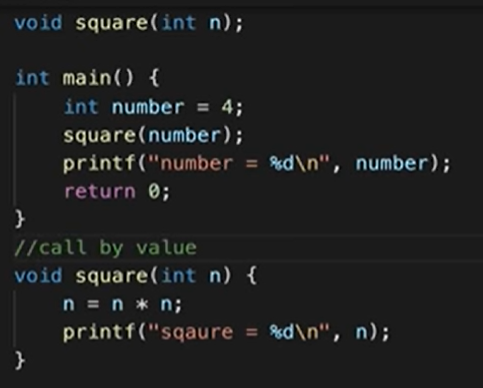 void square(int n);
int main() {
int number = 4;
square(number);
printf("number = %d\n", number);
return 0;
}
//call by value
void square(int n) {
n = n * n;
printf("sqaure = %d\n", n);
}